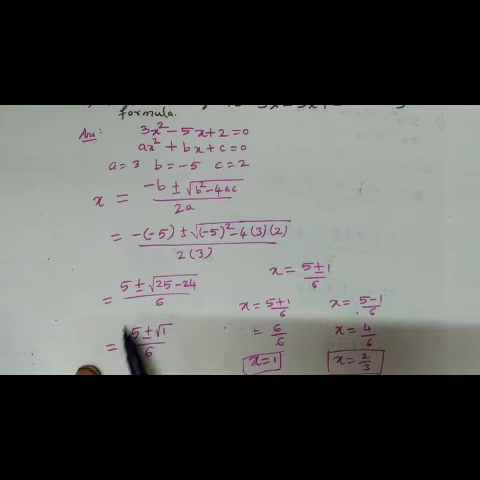 formula.
Ans: 3x² - 5x + 2 = 0
ax² + bx + c = 0
a = 3 b = -5 c = 2
x = -b ± √b² - 4ac / 2a
= -(-5) ± √(-5)² - 4(3)(2) / 2(3)
= 5 ± √25 - 24 / 6
= 5 ± √1 / 6
x = 5 ± 1 / 6
x = 5 + 1 / 6 x = 5 - 1 / 6
= 6 / 6 x = 4 / 6
x = 1 x = 2 / 3